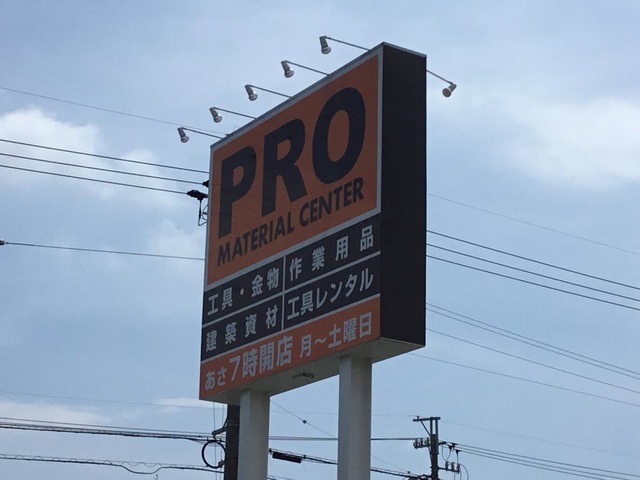 PRO
MATERIAL CENTER
工具・金物 作業用品
建築資材 工具レンタル
あさ7時開店 月～土曜日